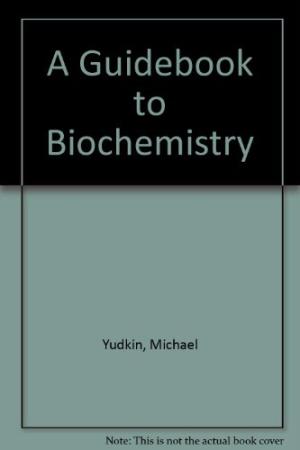 A Guidebook
to
Biochemistry
Yudkin, Michael
Note: This is not the actual book cover